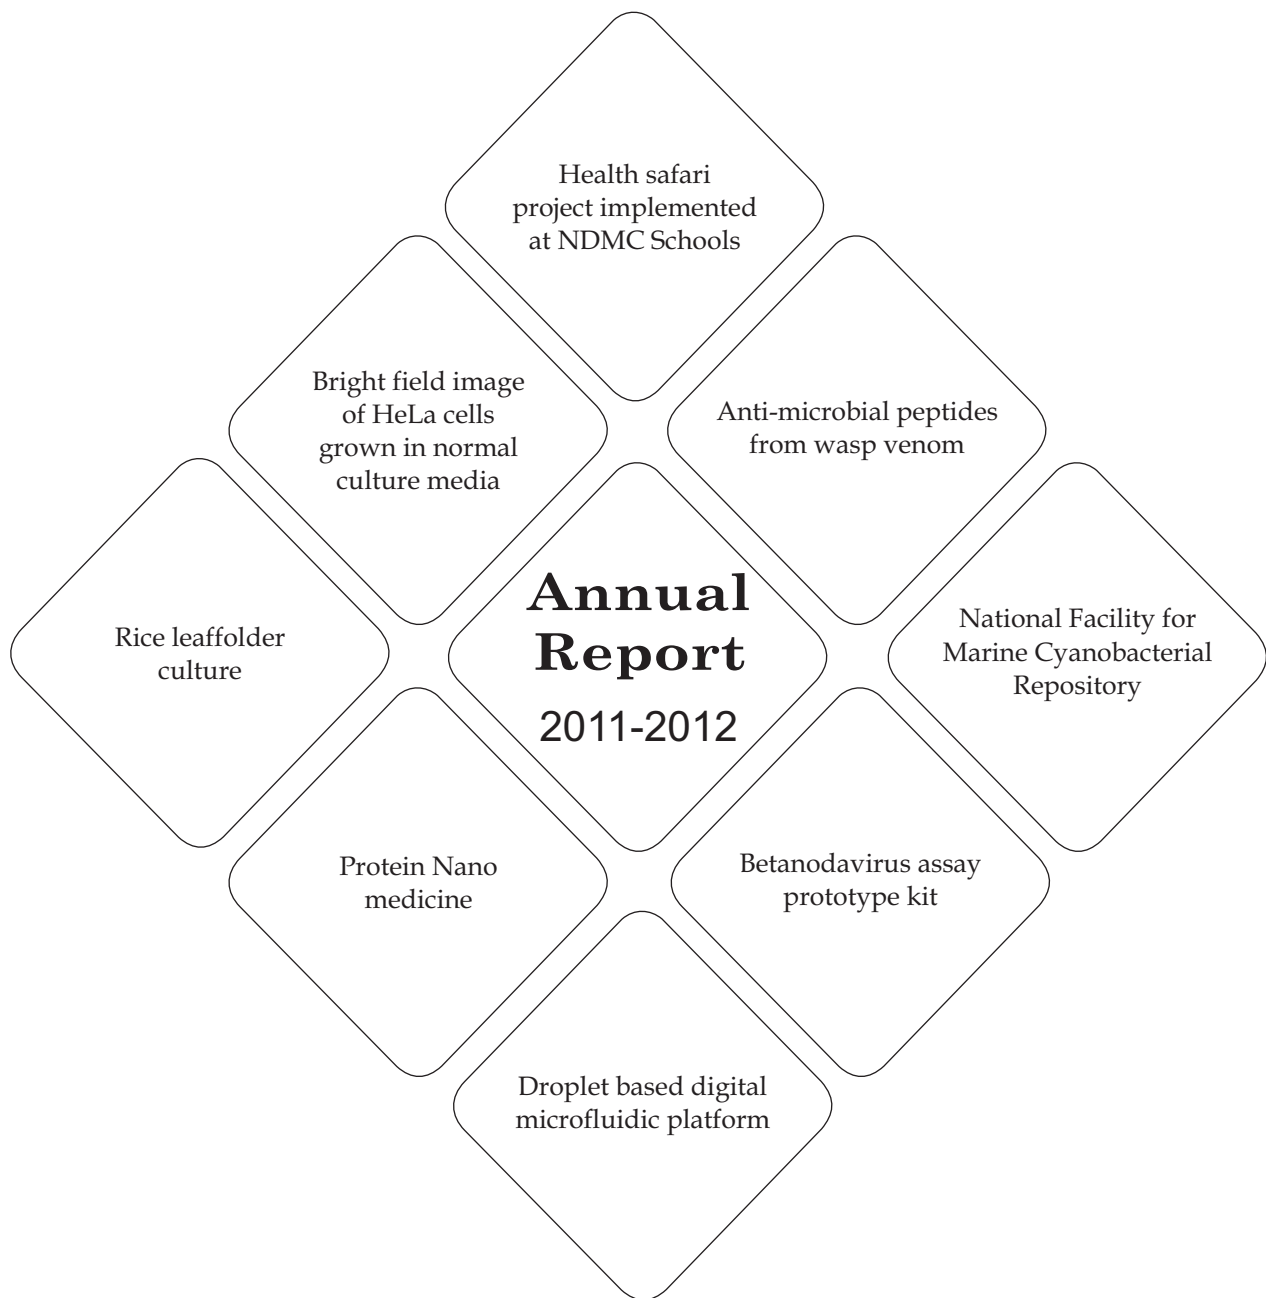 Health safari
project implemented
at NDMC Schools
Bright field image
of HeLa cells
grown in normal
culture media
Anti-microbial peptides
from wasp venom
Rice leaffolder
culture
Annual
Report
2011-2012
National Facility for
Marine Cyanobacterial
Repository
Protein Nano
medicine
Betanodavirus assay
prototype kit
Droplet based digital
microfluidic platform